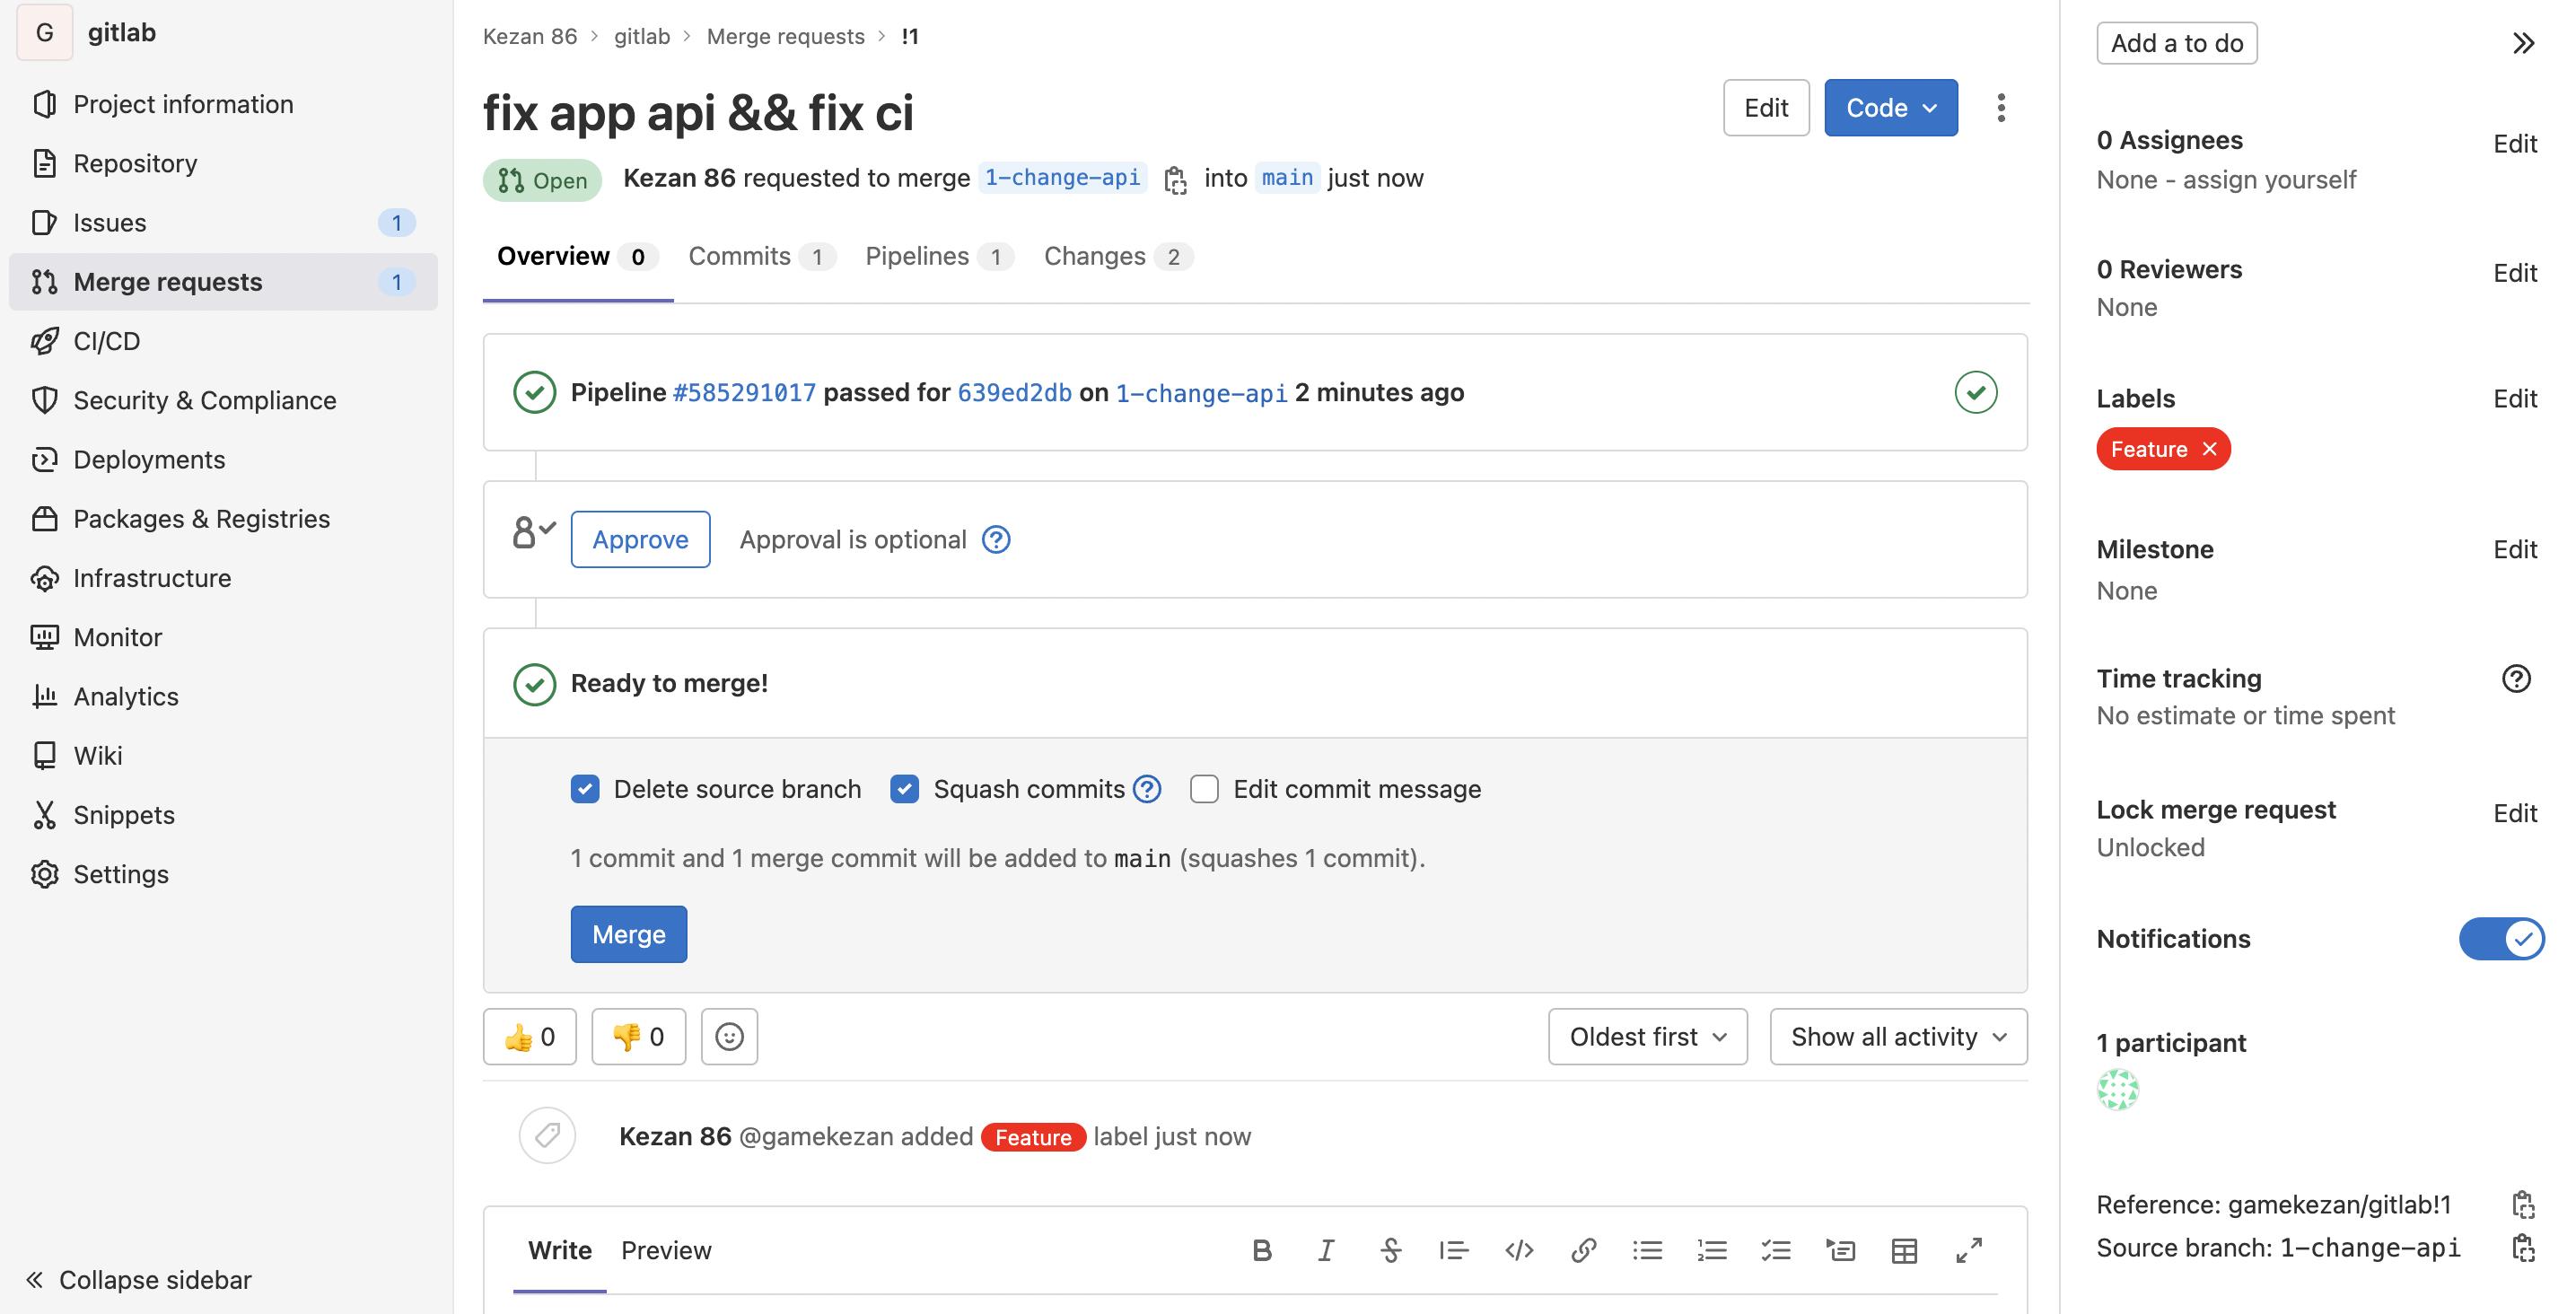 G gitlab
Project information
Repository
Issues 1
Merge requests 1
CI/CD
Security & Compliance
Deployments
Packages & Registries
Infrastructure
Monitor
Analytics
Wiki
Snippets
Settings
Collapse sidebar
Kezan 86 > gitlab > Merge requests > !1
fix app api && fix ci
Edit
Code
Open Kezan 86 requested to merge 1-change-api into main just now
Overview 0 Commits 1 Pipelines 1 Changes 2
Pipeline #585291017 passed for 639ed2db on 1-change-api 2 minutes ago
Approve Approval is optional
Ready to merge!
Delete source branch Squash commits Edit commit message
1 commit and 1 merge commit will be added to main (squashes 1 commit).
Merge
👍 0 👎 0
Oldest first Show all activity
Kezan 86 @gamekezan added Feature label just now
Write Preview
Add a to do
0 Assignees Edit
None - assign yourself
0 Reviewers Edit
None
Labels Edit
Feature
Milestone Edit
None
Time tracking
No estimate or time spent
Lock merge request Edit
Unlocked
Notifications
1 participant
Reference: gamekezan/gitlab!1
Source branch: 1-change-api